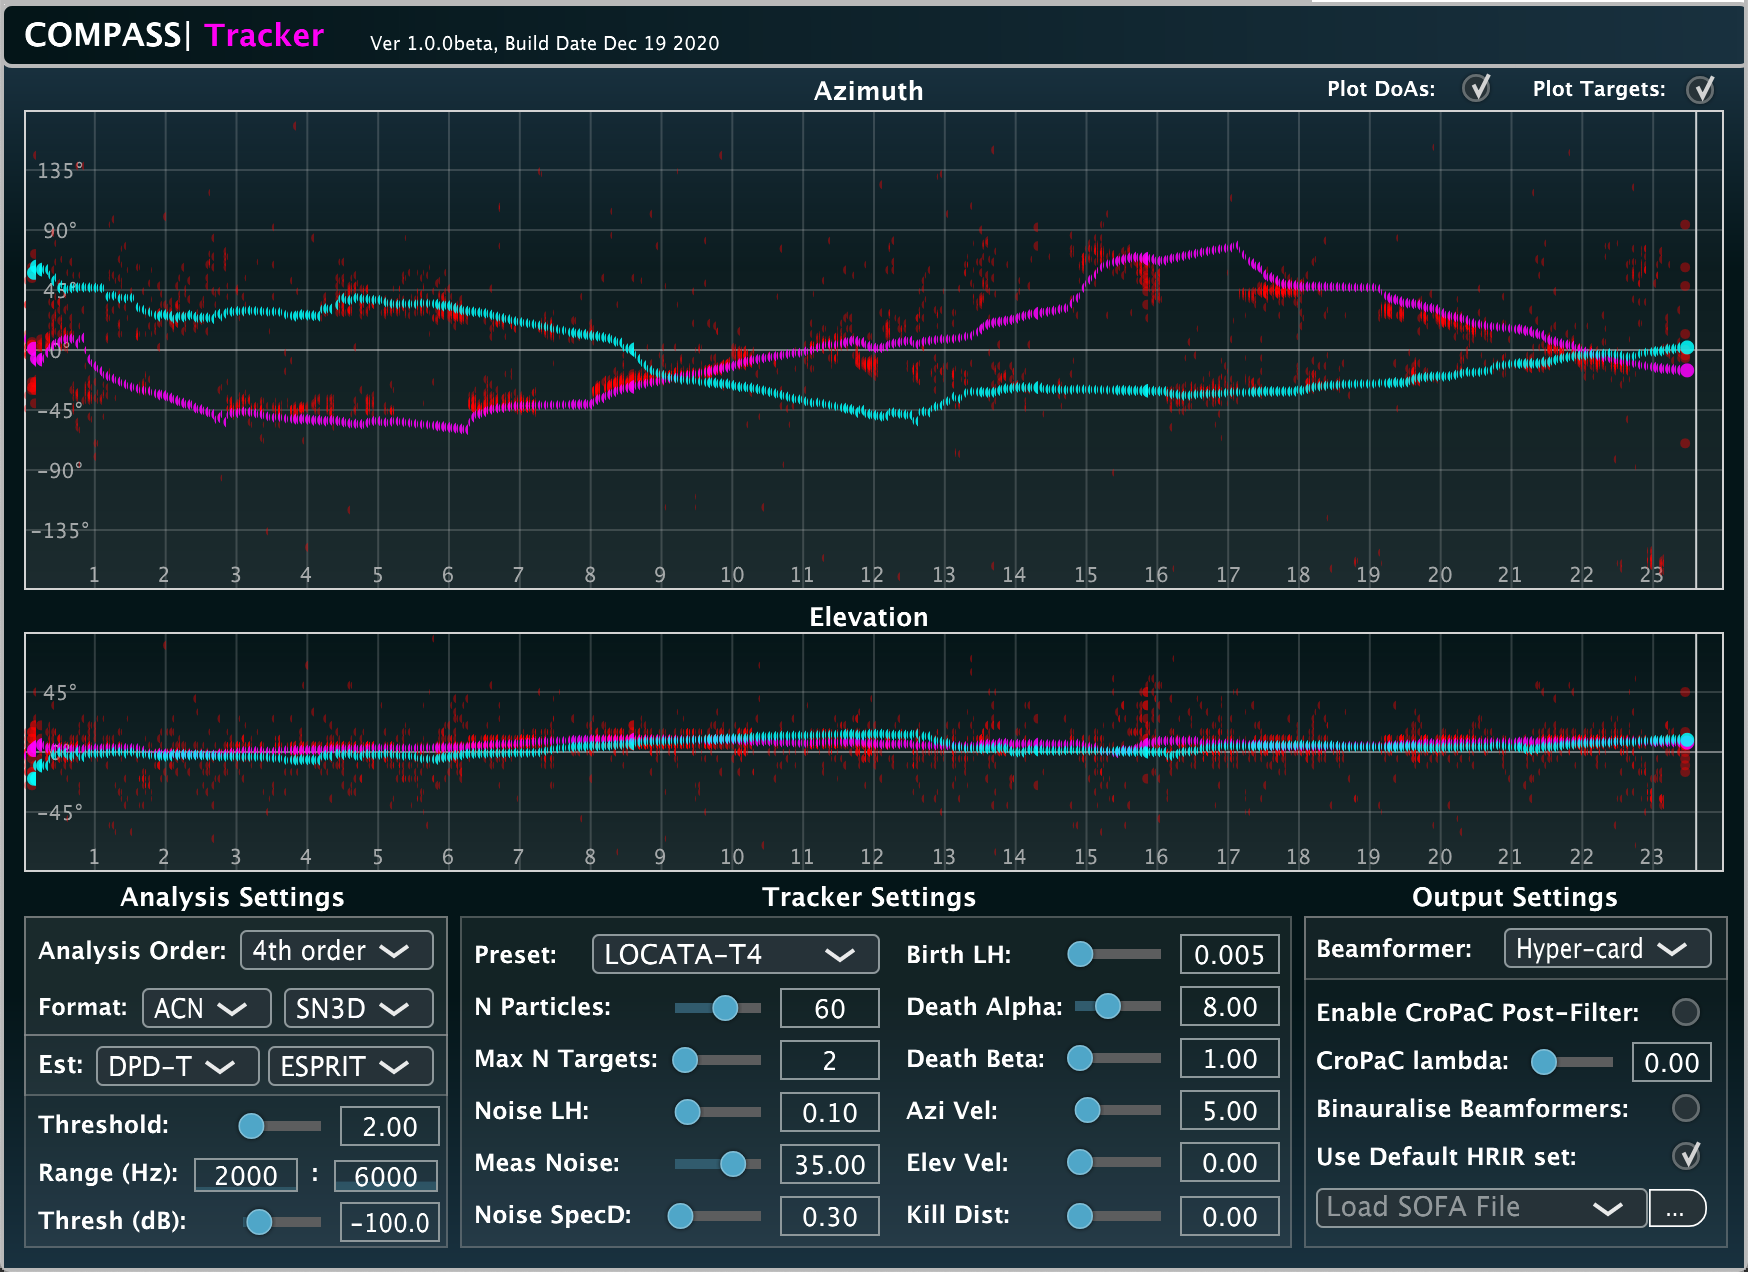 COMPASS| Tracker Ver 1.0.0beta, Build Date Dec 19 2020
Azimuth Plot DoAs: Plot Targets:
135°
90°
45°
0°
-45°
-90°
-135°
1 2 3 4 5 6 7 8 9 10 11 12 13 14 15 16 17 18 19 20 21 22 23
Elevation
45°
0°
-45°
1 2 3 4 5 6 7 8 9 10 11 12 13 14 15 16 17 18 19 20 21 22 23
Analysis Settings
Analysis Order: 4th order
Format: ACN SN3D
Est: DPD-T ESPRIT
Threshold: 2.00
Range (Hz): 2000 : 6000
Thresh (dB): -100.0
Tracker Settings
Preset: LOCATA-T4
N Particles: 60
Max N Targets: 2
Noise LH: 0.10
Meas Noise: 35.00
Noise SpecD: 0.30
Birth LH: 0.005
Death Alpha: 8.00
Death Beta: 1.00
Azi Vel: 5.00
Elev Vel: 0.00
Kill Dist: 0.00
Output Settings
Beamformer: Hyper-card
Enable CroPaC Post-Filter:
CroPaC lambda: 0.00
Binauralise Beamformers:
Use Default HRIR set:
Load SOFA File ...